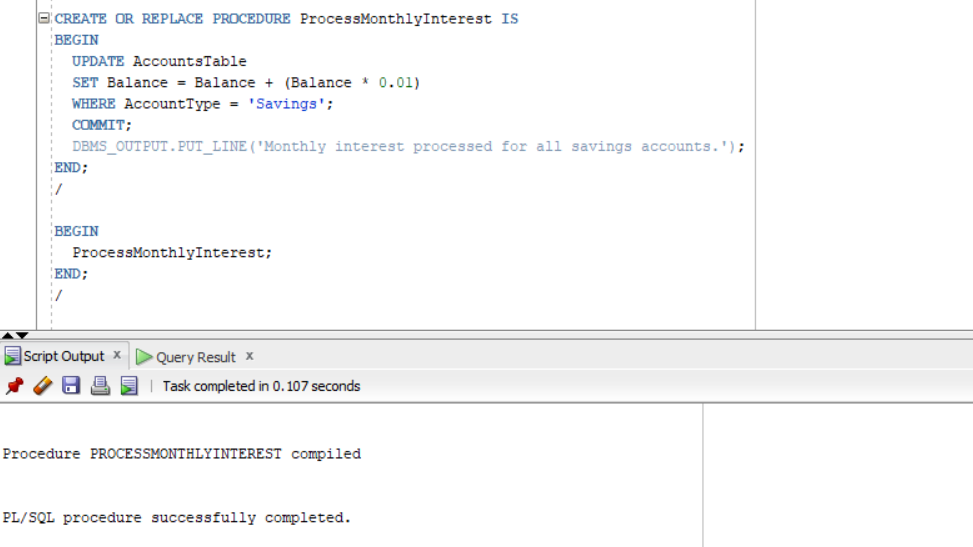 CREATE OR REPLACE PROCEDURE ProcessMonthlyInterest IS
BEGIN
UPDATE AccountsTable
SET Balance = Balance + (Balance * 0.01)
WHERE AccountType = 'Savings';
COMMIT;
DBMS_OUTPUT.PUT_LINE('Monthly interest processed for all savings accounts.');
END;
/
BEGIN
ProcessMonthlyInterest;
END;
/
Script Output x Query Result x
Task completed in 0.107 seconds
Procedure PROCESSMONTHLYINTEREST compiled
PL/SQL procedure successfully completed.